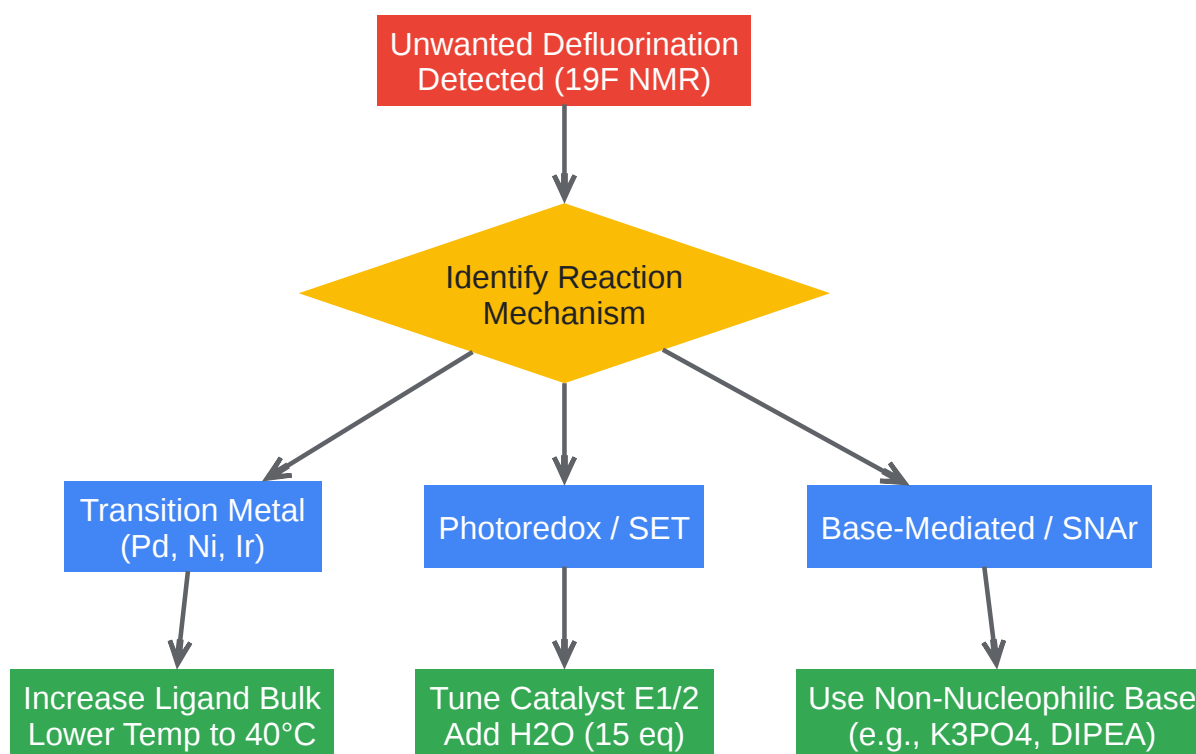 Unwanted Defluorination
Detected (19F NMR)
Identify Reaction
Mechanism
Transition Metal
(Pd, Ni, Ir)
Photoredox / SET
Base-Mediated / SNAr
Increase Ligand Bulk
Lower Temp to 40°C
Tune Catalyst E1/2
Add H2O (15 eq)
Use Non-Nucleophilic Base
(e.g., K3PO4, DIPEA)